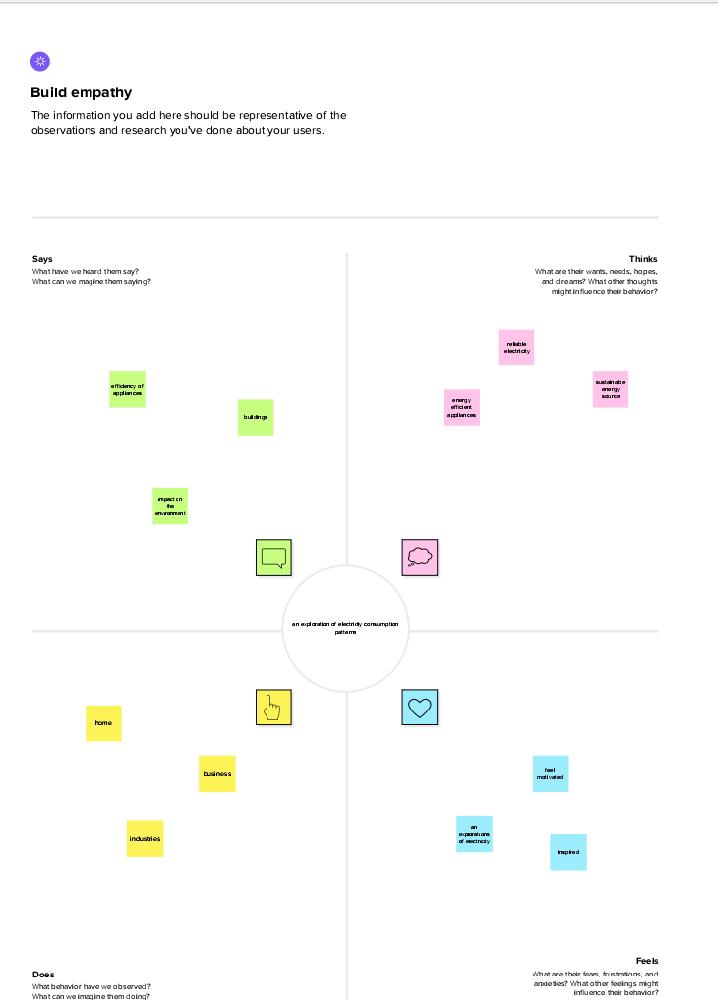 Build empathy
The information you add here should be representative of the
observations and research you've done about your users.
Says
What have we heard them say?
What can we imagine them saying?
Thinks
What are their wants, needs, hopes,
and dreams? What other thoughts
might influence their behavior?
efficiency of
appliances
buildings
impact on
the
environment
reliable
electricity
energy
efficient
appliances
sustainable
energy
source
an exploration of electricity consumption
patterns
home
business
industries
feel
motivated
an
explorations
of electricity
inspired
Does
What behavior have we observed?
What can we imagine them doing?
Feels
What are their fears, frustrations, and
anxieties? What other feelings might
influence their behavior?